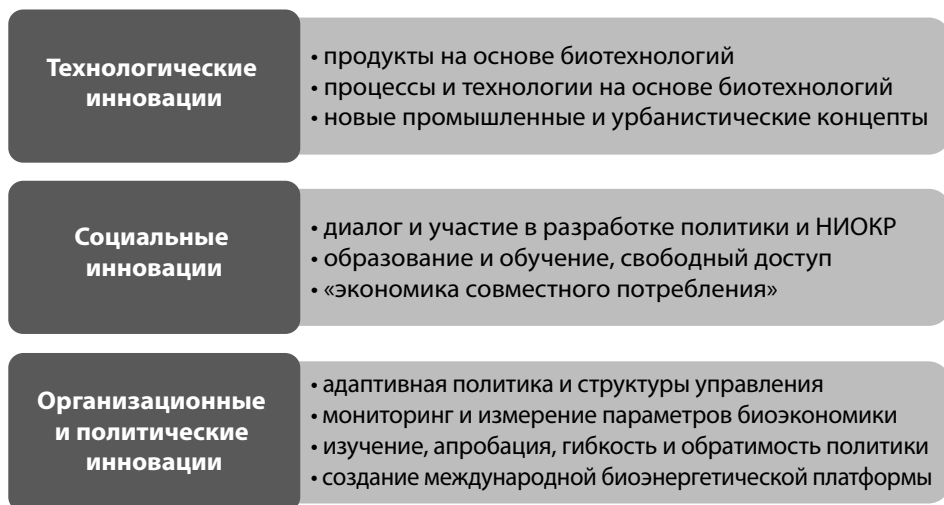 Технологические
инновации
• продукты на основе биотехнологий
• процессы и технологии на основе биотехнологий
• новые промышленные и урбанистические концепты
Социальные
инновации
• диалог и участие в разработке политики и НИОКР
• образование и обучение, свободный доступ
• «экономика совместного потребления»
Организационные
и политические
инновации
• адаптивная политика и структуры управления
• мониторинг и измерение параметров биоэкономики
• изучение, апробация, гибкость и обратимость политики
• создание международной биоэнергетической платформы